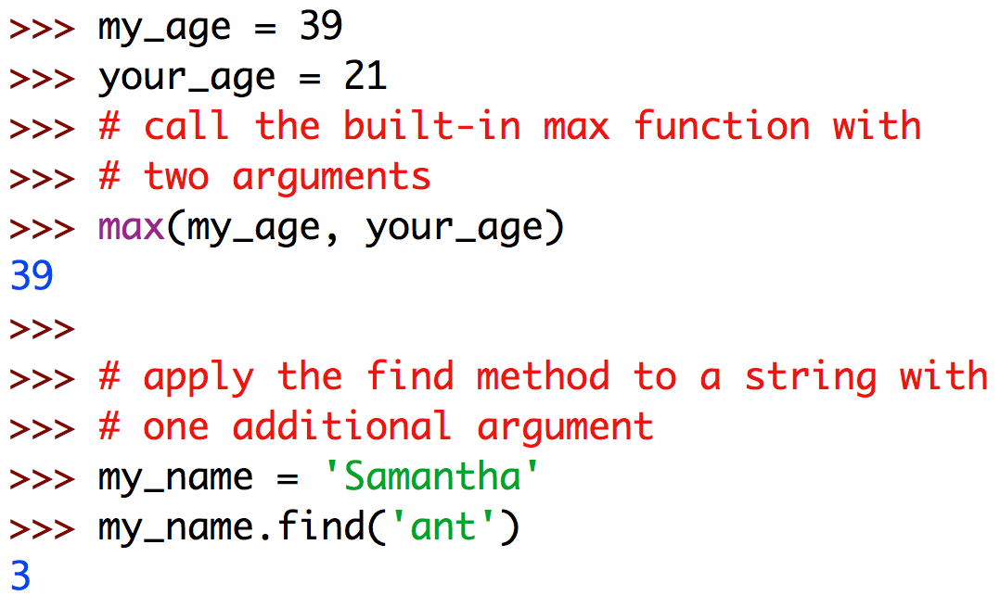 >>> my_age = 39
>>> your_age = 21
>>> # call the built-in max function with
>>> # two arguments
>>> max(my_age, your_age)
39
>>>
>>> # apply the find method to a string with
>>> # one additional argument
>>> my_name = 'Samantha'
>>> my_name.find('ant')
3